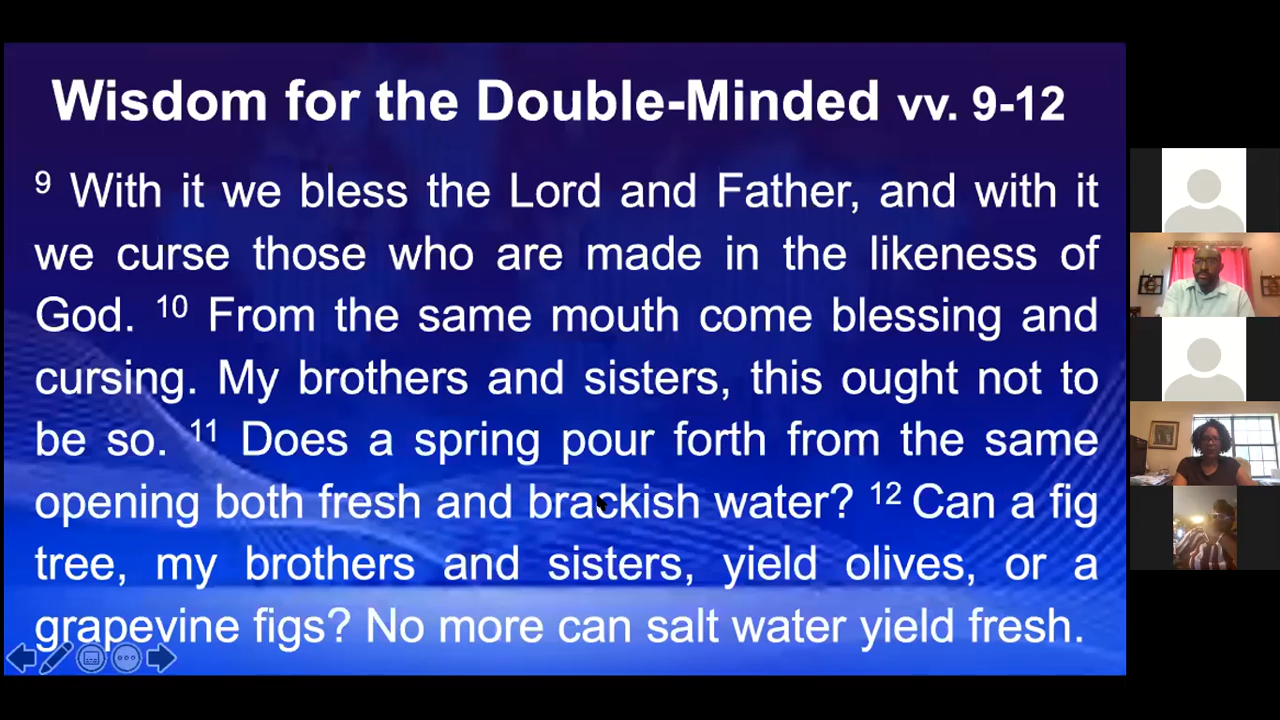 Wisdom for the Double-Minded vv. 9-12
9 With it we bless the Lord and Father, and with it
we curse those who are made in the likeness of
God. 10 From the same mouth come blessing and
cursing. My brothers and sisters, this ought not to
be so. 11 Does a spring pour forth from the same
opening both fresh and brackish water? 12 Can a fig
tree, my brothers and sisters, yield olives, or a
grapevine figs? No more can salt water yield fresh.